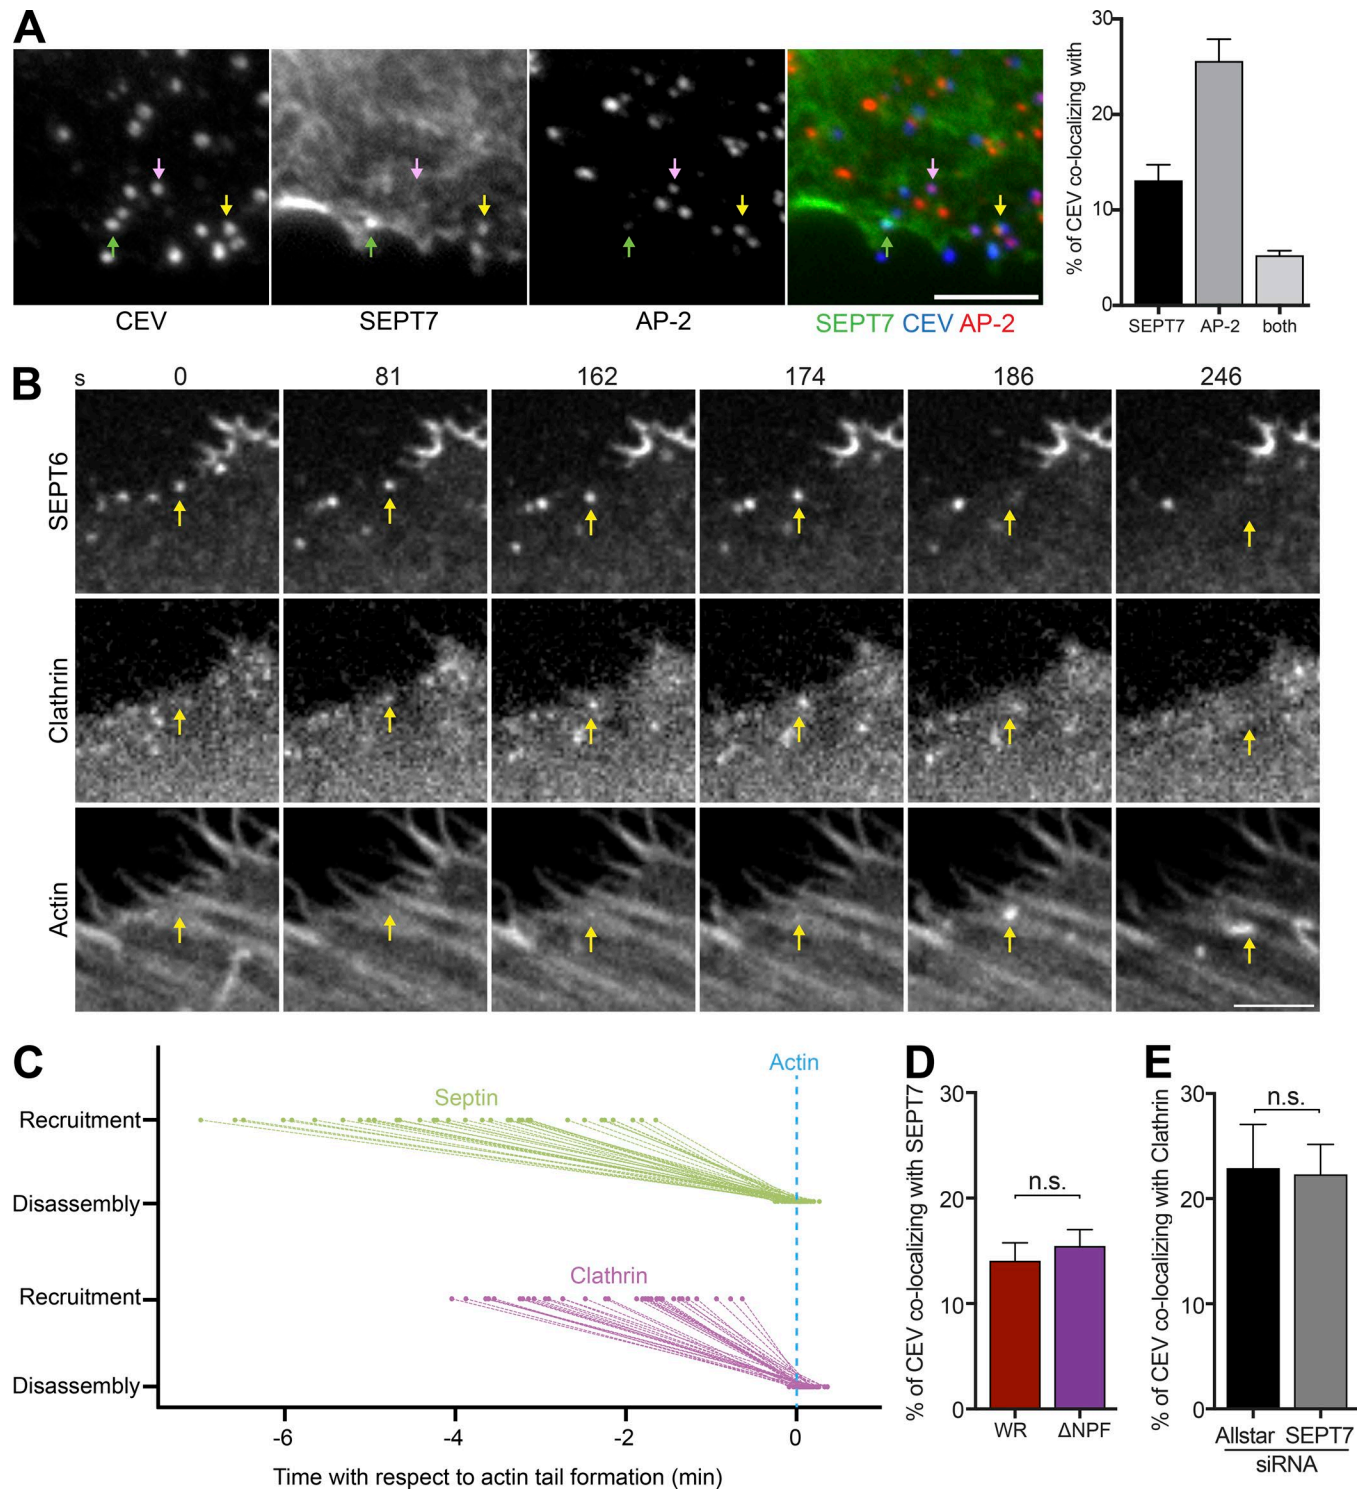 A
CEV
SEPT7
AP-2
SEPT7 CEV AP-2
% of CEV co-localizing with
30
20
10
0
SEPT7 AP-2 both
B
s 0 81 162 174 186 246
SEPT6
Clathrin
Actin
C
Actin
Septin
Recruitment
Disassembly
Clathrin
Recruitment
Disassembly
-6 -4 -2 0
Time with respect to actin tail formation (min)
D
% of CEV co-localizing with SEPT7
30
20
10
0
n.s.
WR ΔNPF
E
% of CEV co-localizing with Clathrin
30
20
10
0
n.s.
Allstar SEPT7
siRNA